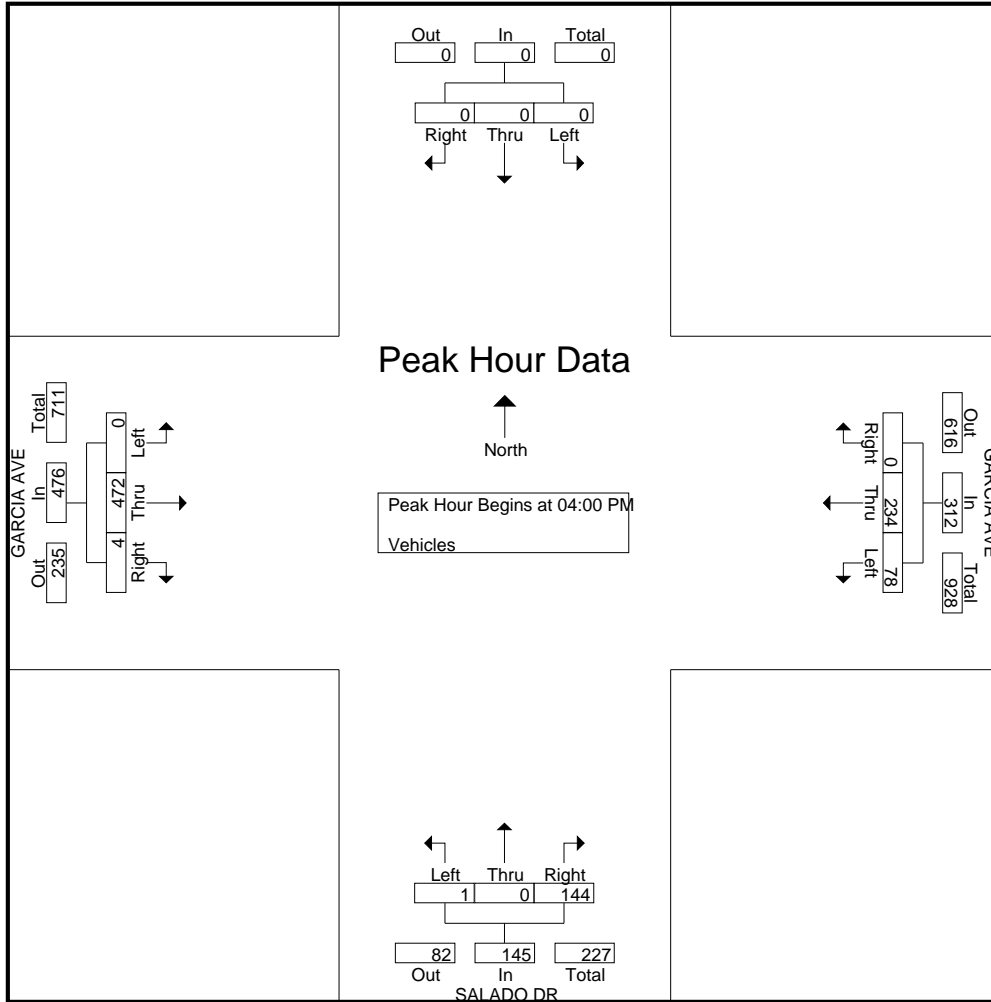 Out In Total
0 0 0
0 0 0
Right Thru Left
Peak Hour Data
North
Peak Hour Begins at 04:00 PM
Vehicles
GARCIA AVE
Out In Total
235 476 711
0 472 4
Left Thru Right
GARCIA AVE
Out In Total
616 312 928
0 234 78
Right Thru Left
Left Thru Right
1 0 144
82 145 227
Out In Total
SALADO DR